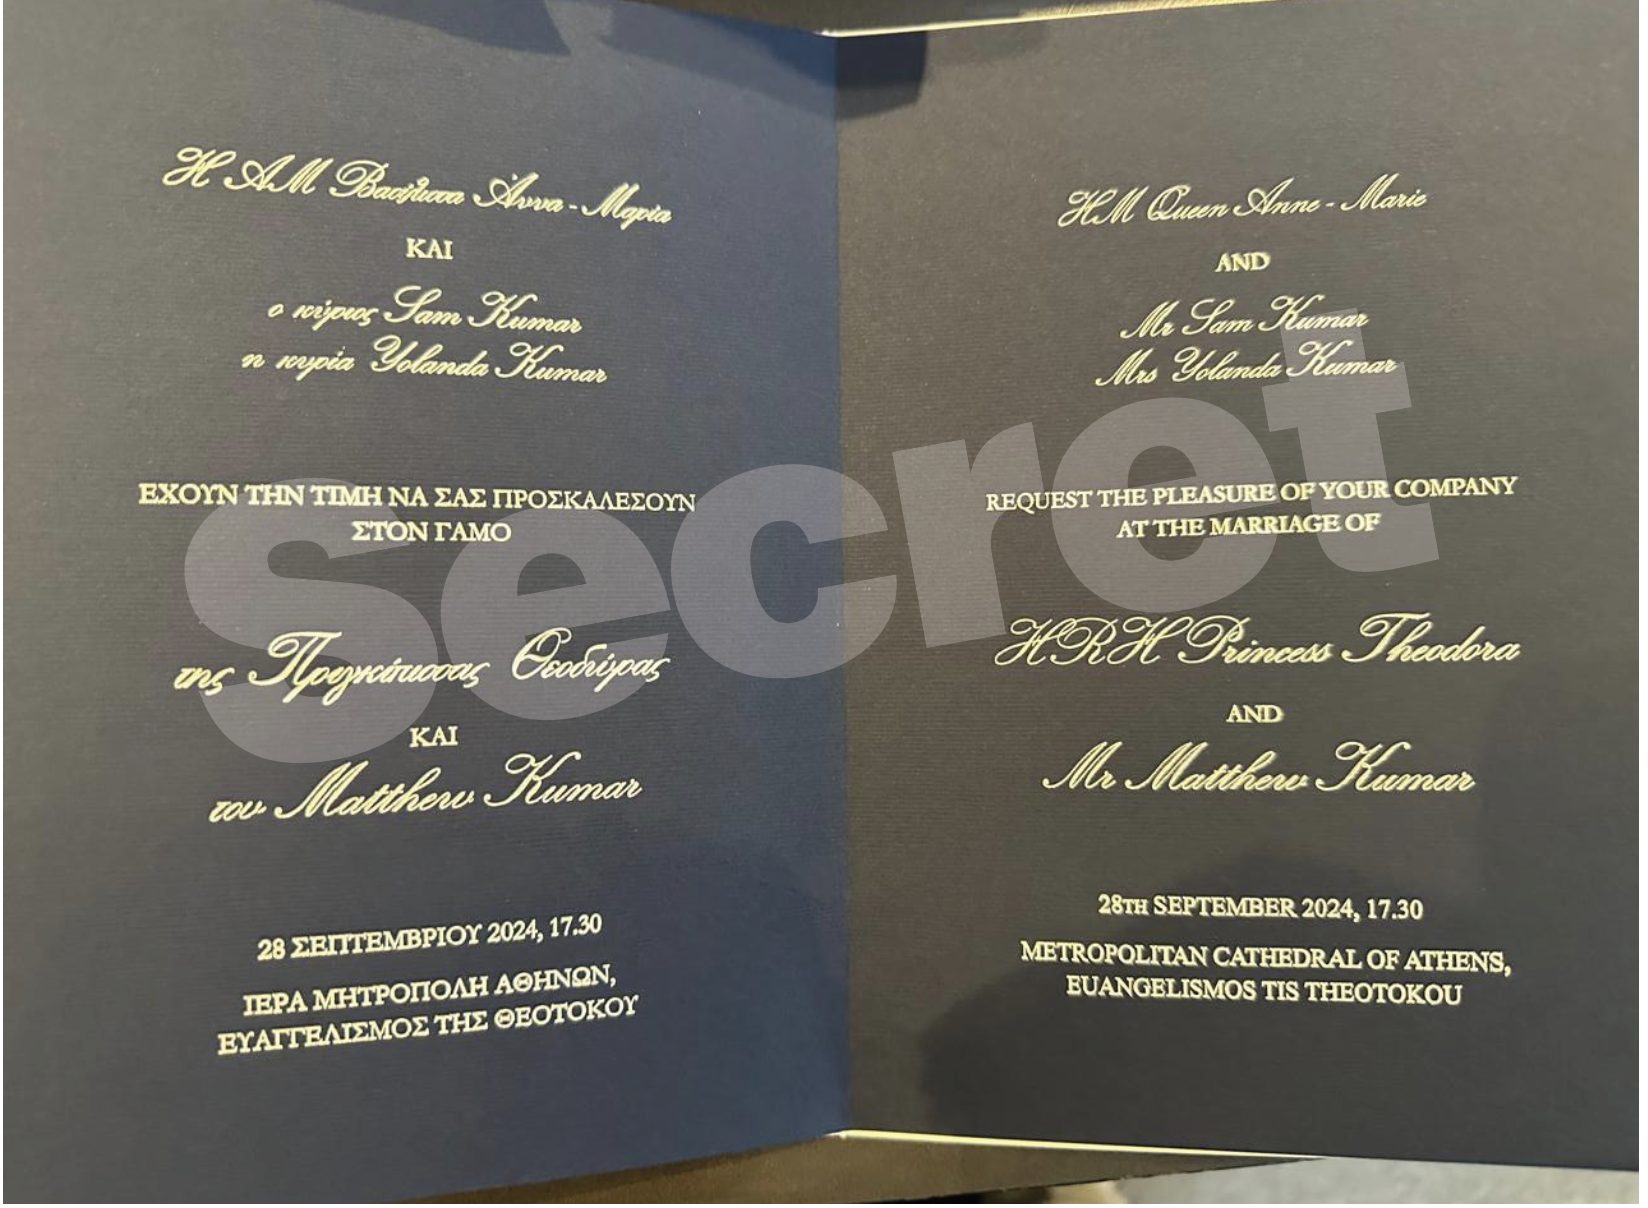 Η ΑΜ Βασίλισσα Άννα - Μαρία
ΚΑΙ
ο κύριος Sam Kumar
η κυρία Yolanda Kumar
ΕΧΟΥΝ ΤΗΝ ΤΙΜΗ ΝΑ ΣΑΣ ΠΡΟΣΚΑΛΕΣΟΥΝ
ΣΤΟΝ ΓΑΜΟ
της Πριγκίπισσας Θεοδώρας
ΚΑΙ
του Matthew Kumar
28 ΣΕΠΤΕΜΒΡΙΟΥ 2024, 17.30
ΙΕΡΑ ΜΗΤΡΟΠΟΛΗ ΑΘΗΝΩΝ,
ΕΥΑΓΓΕΛΙΣΜΟΣ ΤΗΣ ΘΕΟΤΟΚΟΥ
HM Queen Anne - Marie
AND
Mr Sam Kumar
Mrs Yolanda Kumar
REQUEST THE PLEASURE OF YOUR COMPANY
AT THE MARRIAGE OF
HRH Princess Theodora
AND
Mr Matthew Kumar
28TH SEPTEMBER 2024, 17.30
METROPOLITAN CATHEDRAL OF ATHENS,
EUANGELISMOS TIS THEOTOKOU
secret